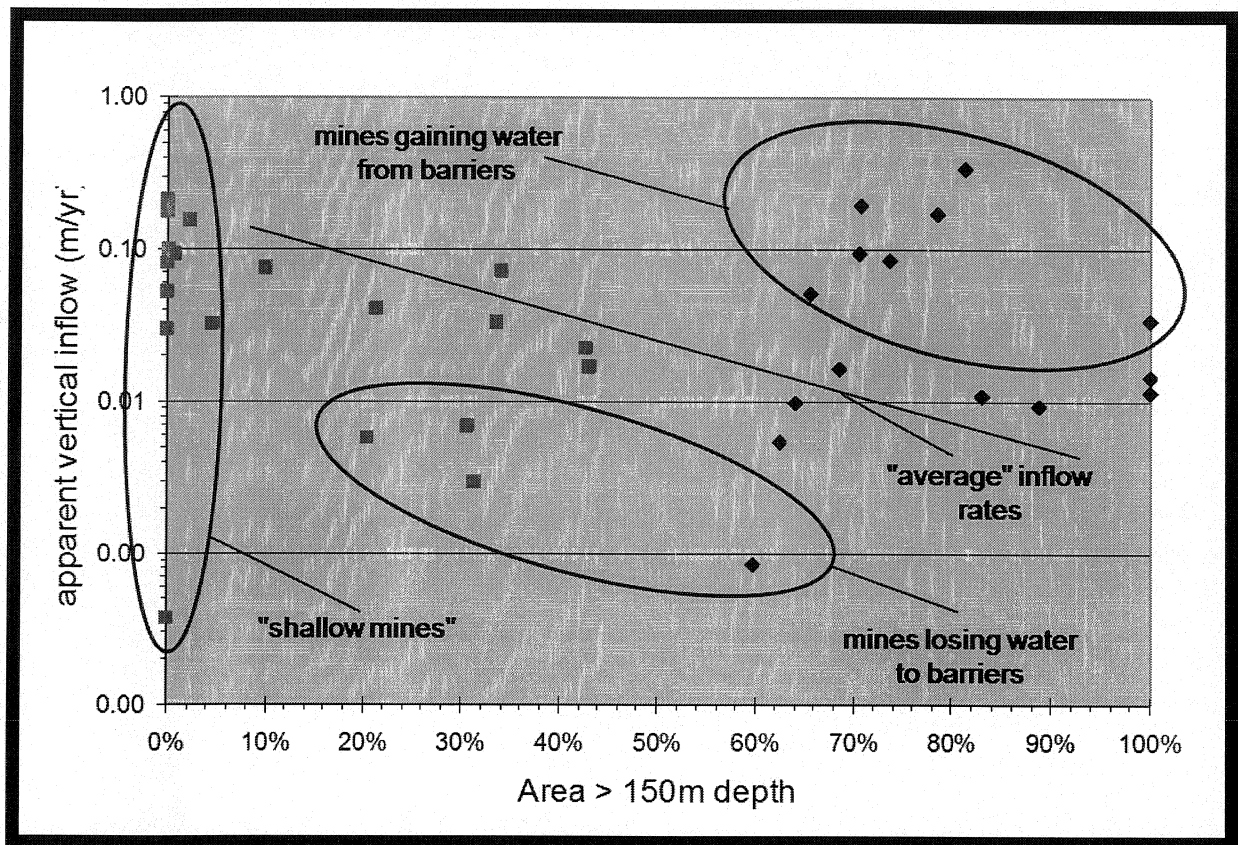 1.00
0.10
0.01
0.00
0.00
apparent vertical inflow (m/yr)
mines gaining water
from barriers
"average" inflow
rates
"shallow mines"
mines losing water
to barriers
0% 10% 20% 30% 40% 50% 60% 70% 80% 90% 100%
Area > 150m depth